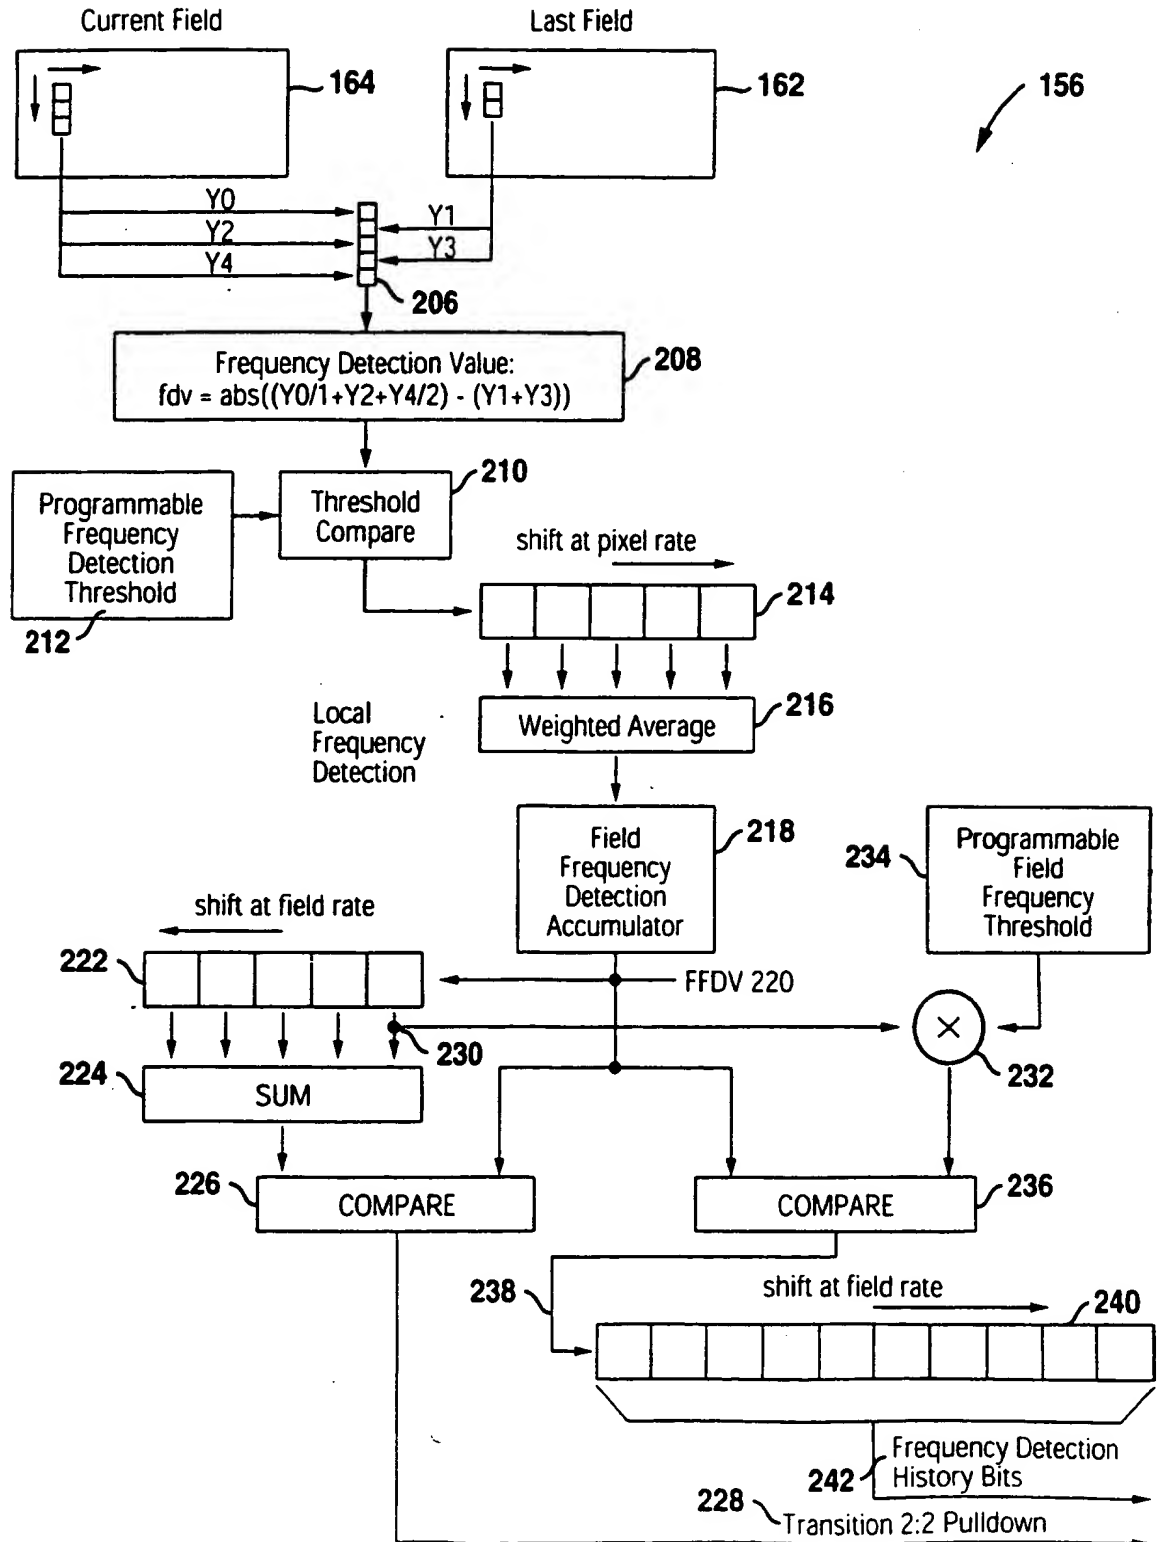 Current Field
Last Field
164
162
156
Y0
Y1
Y2
Y3
Y4
206
Frequency Detection Value:
fdv = abs((Y0/1+Y2+Y4/2) - (Y1+Y3))
208
Programmable
Frequency
Detection
Threshold
212
Threshold
Compare
210
shift at pixel rate
214
Weighted Average
216
Local
Frequency
Detection
Field
Frequency
Detection
Accumulator
218
234
Programmable
Field
Frequency
Threshold
shift at field rate
222
FFDV 220
230
×
232
224
SUM
226
COMPARE
COMPARE
236
238
shift at field rate
240
Frequency Detection
History Bits
242
228
Transition 2:2 Pulldown